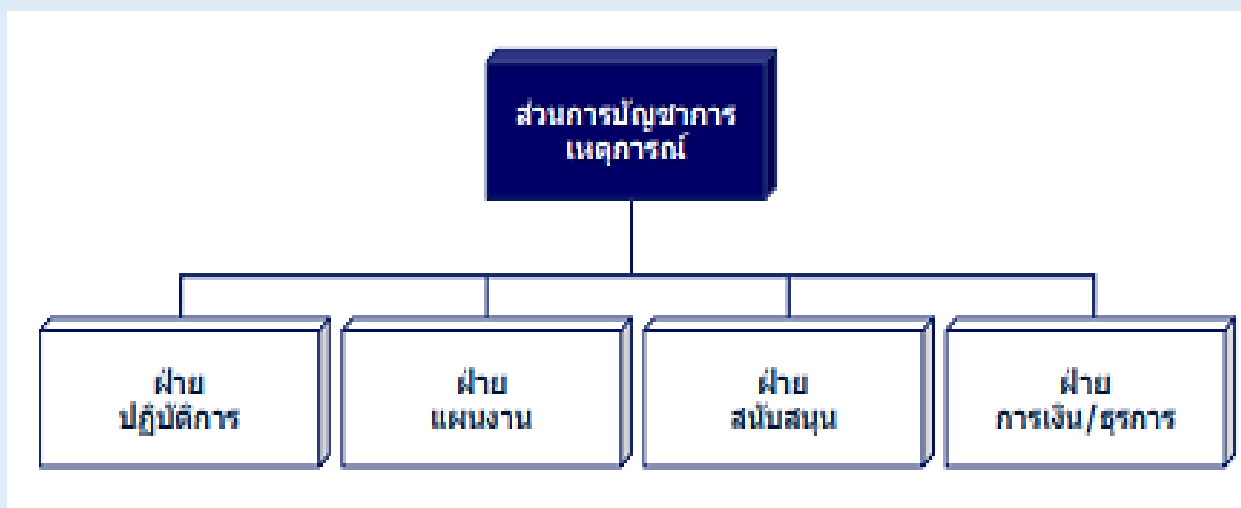 ส่วนการบัญชาการ
เหตุการณ์
ฝ่าย
ปฏิบัติการ
ฝ่าย
แผนงาน
ฝ่าย
สนับสนุน
ฝ่าย
การเงิน/ธุรการ